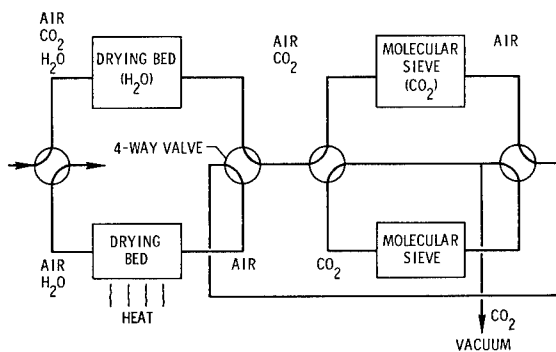 AIR
CO2
H2O
DRYING BED
(H2O)
4-WAY VALVE
AIR
CO2
MOLECULAR
SIEVE
(CO2)
AIR
AIR
H2O
DRYING
BED
HEAT
AIR
CO2
MOLECULAR
SIEVE
CO2
VACUUM